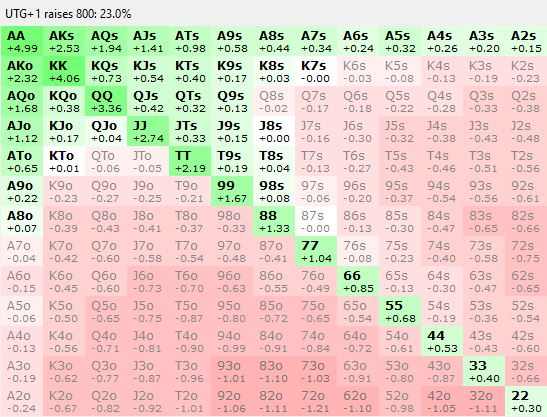 UTG+1 raises 800: 23.0%
AA AKs AQs AJs ATs A9s A8s A7s A6s A5s A4s A3s A2s
+4.99 +2.53 +1.94 +1.41 +0.98 +0.58 +0.44 +0.34 +0.24 +0.32 +0.26 +0.20 +0.15
AKo KK KQs KJs KTs K9s K8s K7s K6s K5s K4s K3s K2s
+2.32 +4.06 +0.73 +0.54 +0.40 +0.17 +0.03 -0.00 -0.03 -0.08 -0.13 -0.19 -0.23
AQo KQo QQ QJs QTs Q9s Q8s Q7s Q6s Q5s Q4s Q3s Q2s
+1.68 +0.38 +3.36 +0.42 +0.32 +0.13 -0.02 -0.17 -0.18 -0.22 -0.28 -0.33 -0.38
AJo KJo QJo JJ JTs J9s J8s J7s J6s J5s J4s J3s J2s
+1.12 +0.17 +0.04 +2.74 +0.33 +0.15 +0.00 -0.16 -0.30 -0.32 -0.38 -0.43 -0.48
ATo KTo QTo JTo TT T9s T8s T7s T6s T5s T4s T3s T2s
+0.65 +0.01 -0.06 -0.05 +2.19 +0.19 +0.04 -0.13 -0.27 -0.43 -0.46 -0.51 -0.56
A9o K9o Q9o J9o T9o 99 98s 97s 96s 95s 94s 93s 92s
+0.22 -0.23 -0.27 -0.25 -0.21 +1.67 +0.08 -0.06 -0.20 -0.37 -0.54 -0.56 -0.61
A8o K8o Q8o J8o T8o 98o 88 87s 86s 85s 84s 83s 82s
+0.07 -0.39 -0.43 -0.41 -0.37 -0.33 +1.33 -0.00 -0.13 -0.29 -0.47 -0.65 -0.66
A7o K7o Q7o J7o T7o 97o 87o 77 76s 75s 74s 73s 72s
-0.04 -0.42 -0.60 -0.58 -0.54 -0.48 -0.41 +1.04 -0.08 -0.23 -0.40 -0.58 -0.75
A6o K6o Q6o J6o T6o 96o 86o 76o 66 65s 64s 63s 62s
-0.15 -0.45 -0.60 -0.73 -0.70 -0.63 -0.55 -0.49 +0.85 -0.13 -0.30 -0.47 -0.65
A5o K5o Q5o J5o T5o 95o 85o 75o 65o 55 54s 53s 52s
-0.06 -0.50 -0.65 -0.75 -0.87 -0.80 -0.72 -0.65 -0.54 +0.68 -0.19 -0.36 -0.54
A4o K4o Q4o J4o T4o 94o 84o 74o 64o 54o 44 43s 42s
-0.13 -0.56 -0.71 -0.81 -0.90 -0.99 -0.91 -0.84 -0.72 -0.61 +0.53 -0.43 -0.60
A3o K3o Q3o J3o T3o 93o 83o 73o 63o 53o 43o 33 32s
-0.19 -0.62 -0.77 -0.87 -0.96 -1.01 -1.10 -1.03 -0.91 -0.80 -0.87 +0.40 -0.66
A2o K2o Q2o J2o T2o 92o 82o 72o 62o 52o 42o 32o 22
-0.24 -0.67 -0.82 -0.92 -1.01 -1.06 -1.11 -1.21 -1.10 -0.98 -1.05 -1.11 +0.30